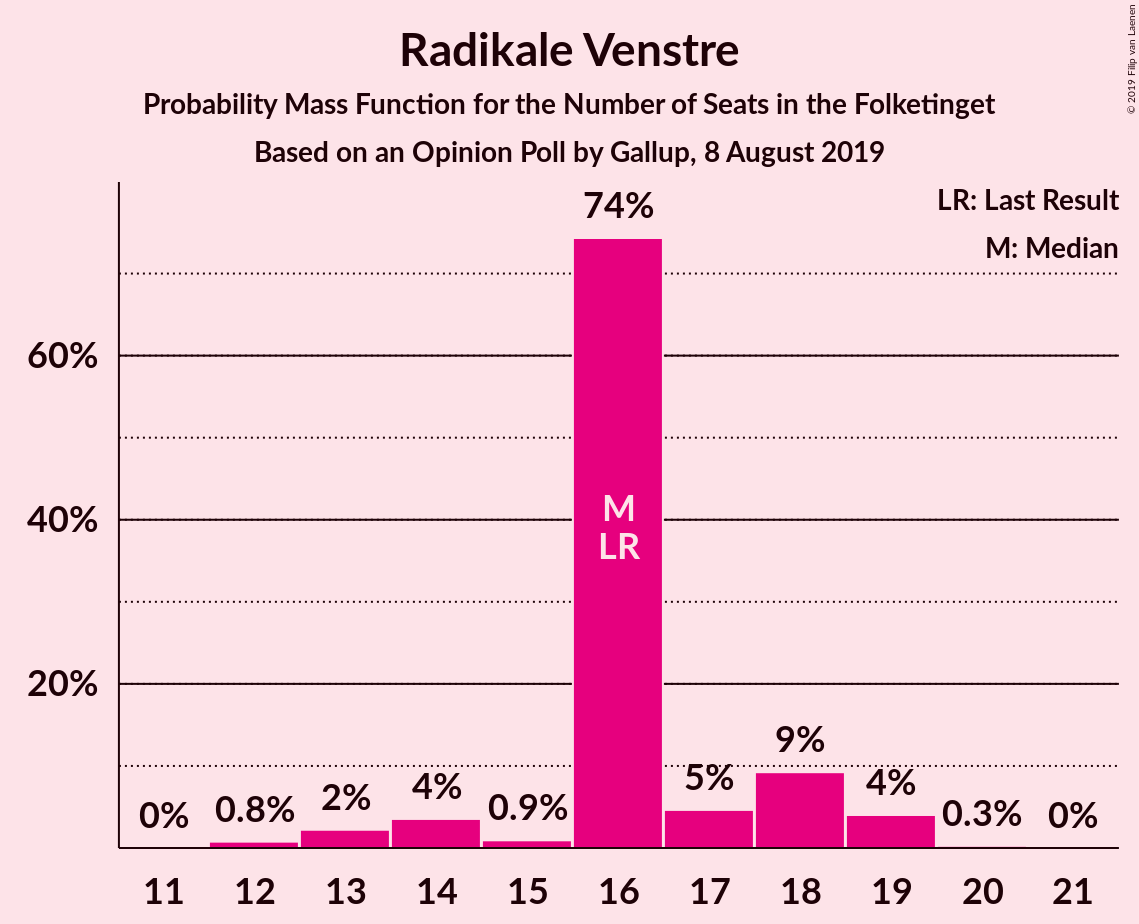 Radikale Venstre
Probability Mass Function for the Number of Seats in the Folketinget
Based on an Opinion Poll by Gallup, 8 August 2019
© 2019 Filip van Laenen
LR: Last Result
M: Median
60%
40%
20%
0%
0.8%
2%
4%
0.9%
74%
5%
9%
4%
0.3%
0%
M
LR
11 12 13 14 15 16 17 18 19 20 21